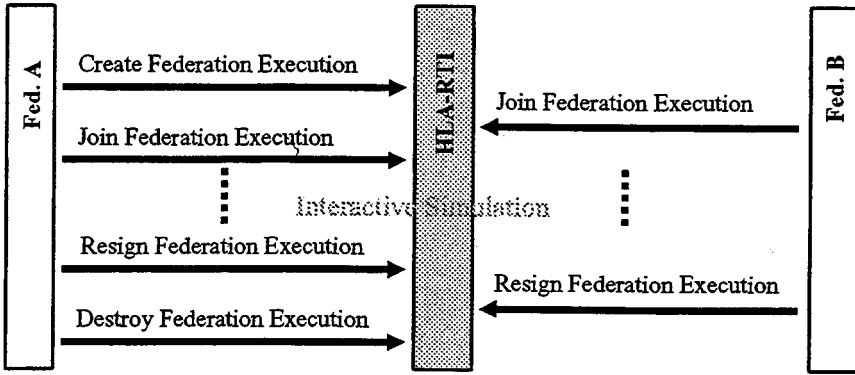 Fed. A
Create Federation Execution
Join Federation Execution
Resign Federation Execution
Destroy Federation Execution
HLA-RTI
Interactive Simulation
Join Federation Execution
Resign Federation Execution
Fed. B